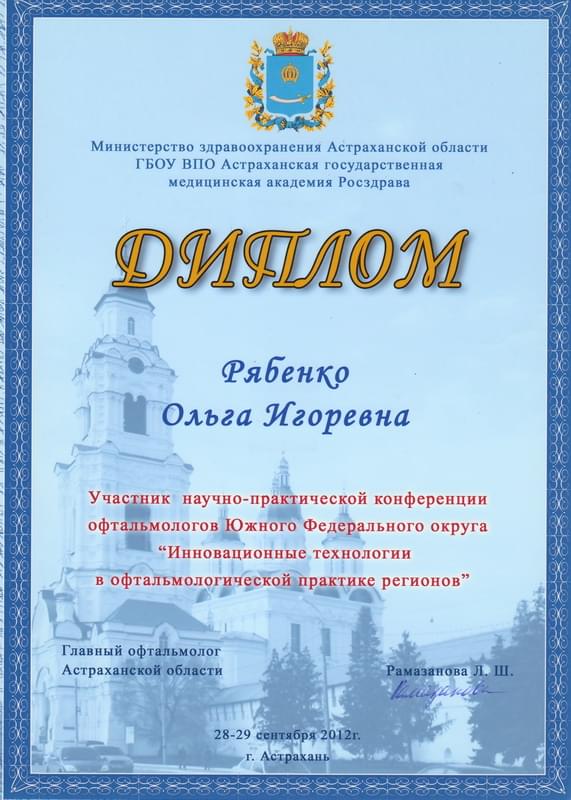 Министерство здравоохранения Астраханской области
ГБОУ ВПО Астраханская государственная
медицинская академия Росздрава
ДИПЛОМ
Рябенко
Ольга Игоревна
Участник научно-практической конференции
офтальмологов Южного Федерального округа
“Инновационные технологии
в офтальмологической практике регионов”
Главный офтальмолог
Астраханской области
Рамазанова Л. Ш.
Рамазанова
28-29 сентября 2012г.
г. Астрахань